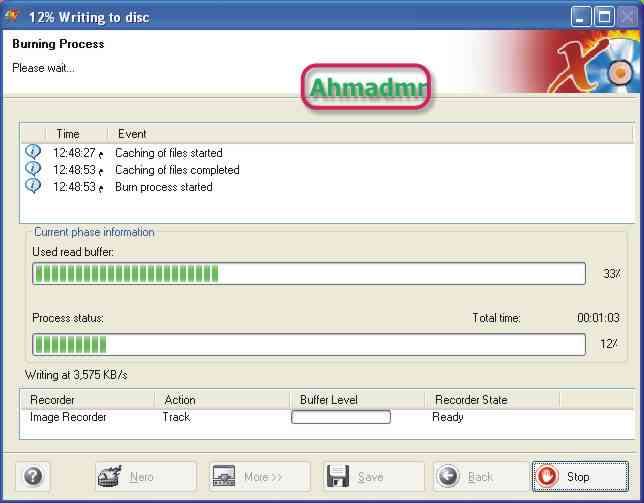 12% Writing to disc
Burning Process
Please wait...
Ahmadmr
Time Event
12:48:27 م Caching of files started
12:48:53 م Caching of files completed
12:48:53 م Burn process started
Current phase information
Used read buffer:
33%
Process status: Total time: 00:01:03
12%
Writing at 3,575 KB/s
Recorder Action Buffer Level Recorder State
Image Recorder Track Ready
Nero More >> Save Back Stop